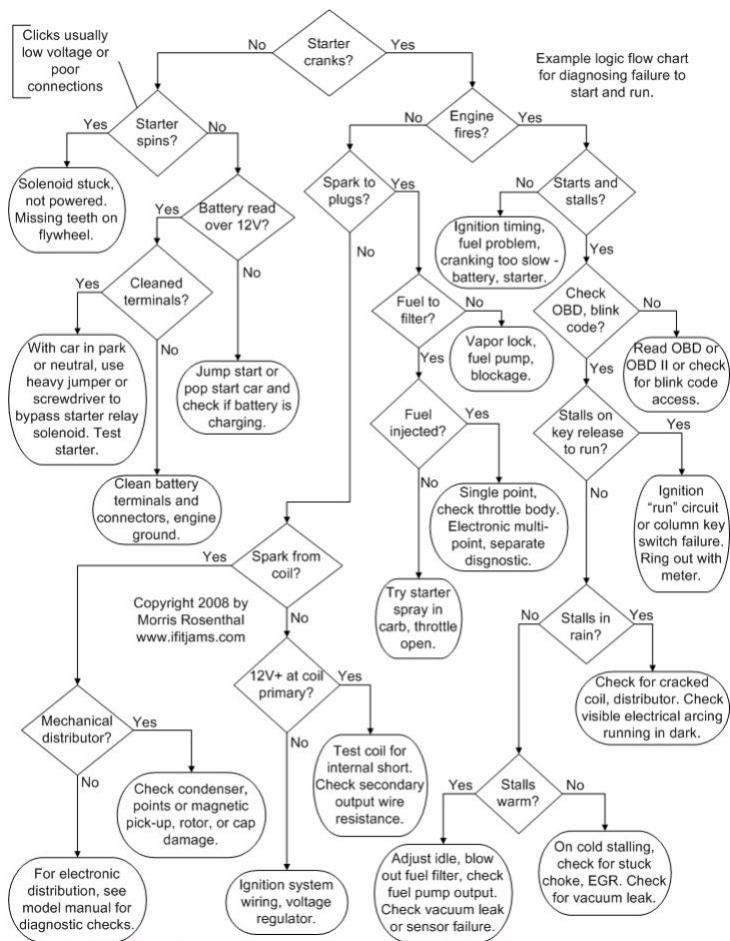 Clicks usually
low voltage or
poor
connections
No
Starter
cranks?
Yes
Example logic flow chart
for diagnosing failure to
start and run.
Yes
Starter
spins?
No
No
Engine
fires?
Yes
Solenoid stuck,
not powered.
Missing teeth on
flywheel.
Yes
Battery read
over 12V?
No
Spark to
plugs?
Yes
No
No
Starts and
stalls?
Yes
Ignition timing,
fuel problem,
cranking too slow -
battery, starter.
Yes
Cleaned
terminals?
No
Fuel to
filter?
No
Yes
Check
OBD, blink
code?
No
Yes
With car in park
or neutral, use
heavy jumper or
screwdriver to
bypass starter relay
solenoid. Test
starter.
Jump start or
pop start car and
check if battery is
charging.
Vapor lock,
fuel pump,
blockage.
Read OBD or
OBD II or check
for blink code
access.
Fuel
injected?
Yes
No
Stalls on
key release
to run?
Yes
No
Clean battery
terminals and
connectors, engine
ground.
Single point,
check throttle body.
Electronic multi-
point, separate
disgnostic.
Ignition
"run" circuit
or column key
switch failure.
Ring out with
meter.
Yes
Spark from
coil?
No
Copyright 2008 by
Morris Rosenthal
www.ifitjams.com
Try starter
spray in
carb, throttle
open.
No
Stalls in
rain?
Yes
12V+ at coil
primary?
Yes
No
Check for cracked
coil, distributor. Check
visible electrical arcing
running in dark.
Mechanical
distributor?
Yes
No
Test coil for
internal short.
Check secondary
output wire
resistance.
Yes
Stalls
warm?
No
Check condenser,
points or magnetic
pick-up, rotor, or cap
damage.
For electronic
distribution, see
model manual for
diagnostic checks.
Ignition system
wiring, voltage
regulator.
Adjust idle, blow
out fuel filter, check
fuel pump output.
Check vacuum leak
or sensor failure.
On cold stalling,
check for stuck
choke, EGR. Check
for vacuum leak.